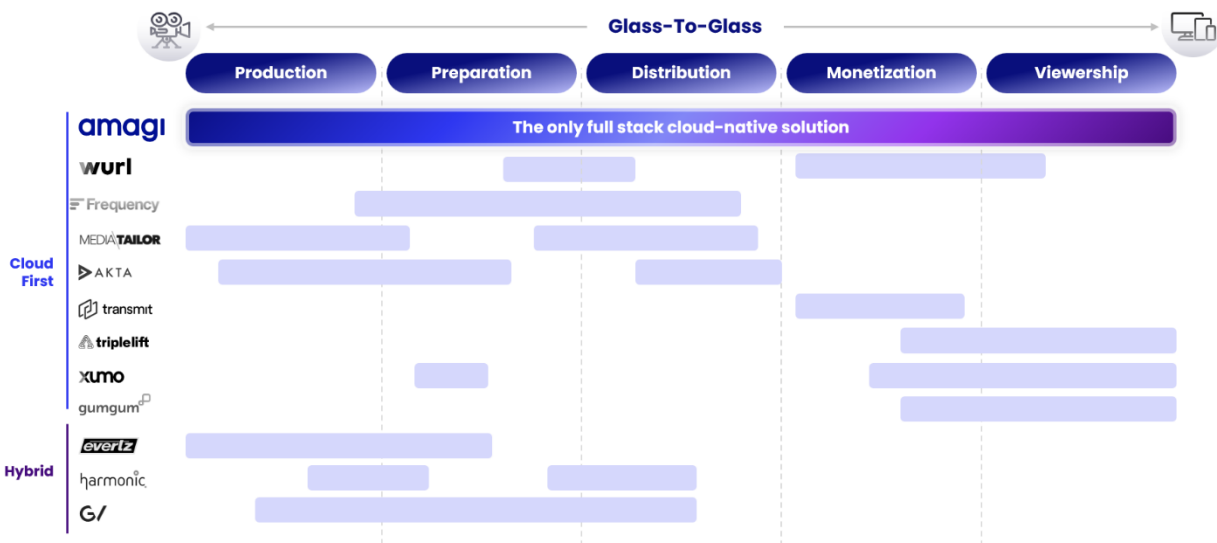 Glass-To-Glass
Production
Preparation
Distribution
Monetization
Viewership
amagi
The only full stack cloud-native solution
wurl
Frequency
MEDIATAILOR
Cloud
First
AKTA
transmit
triplelift
xumo
gumgum
evertz
Hybrid
harmonic
G/